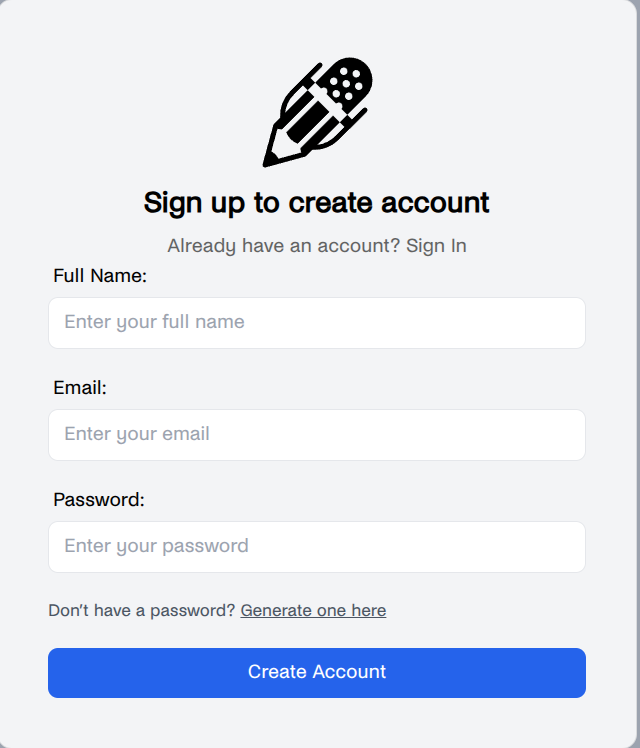 Sign up to create account
Already have an account? Sign In
Full Name:
Enter your full name
Email:
Enter your email
Password:
Enter your password
Don't have a password? Generate one here
Create Account